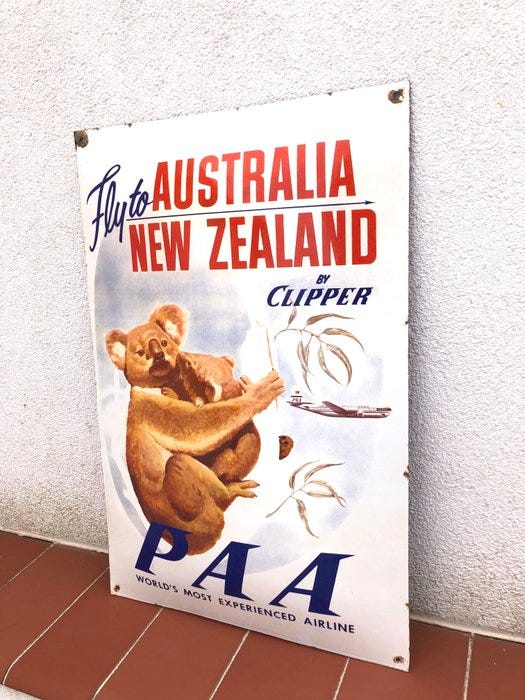 Fly to AUSTRALIA
NEW ZEALAND
BY
CLIPPER
PAA
PAA
WORLD'S MOST EXPERIENCED AIRLINE